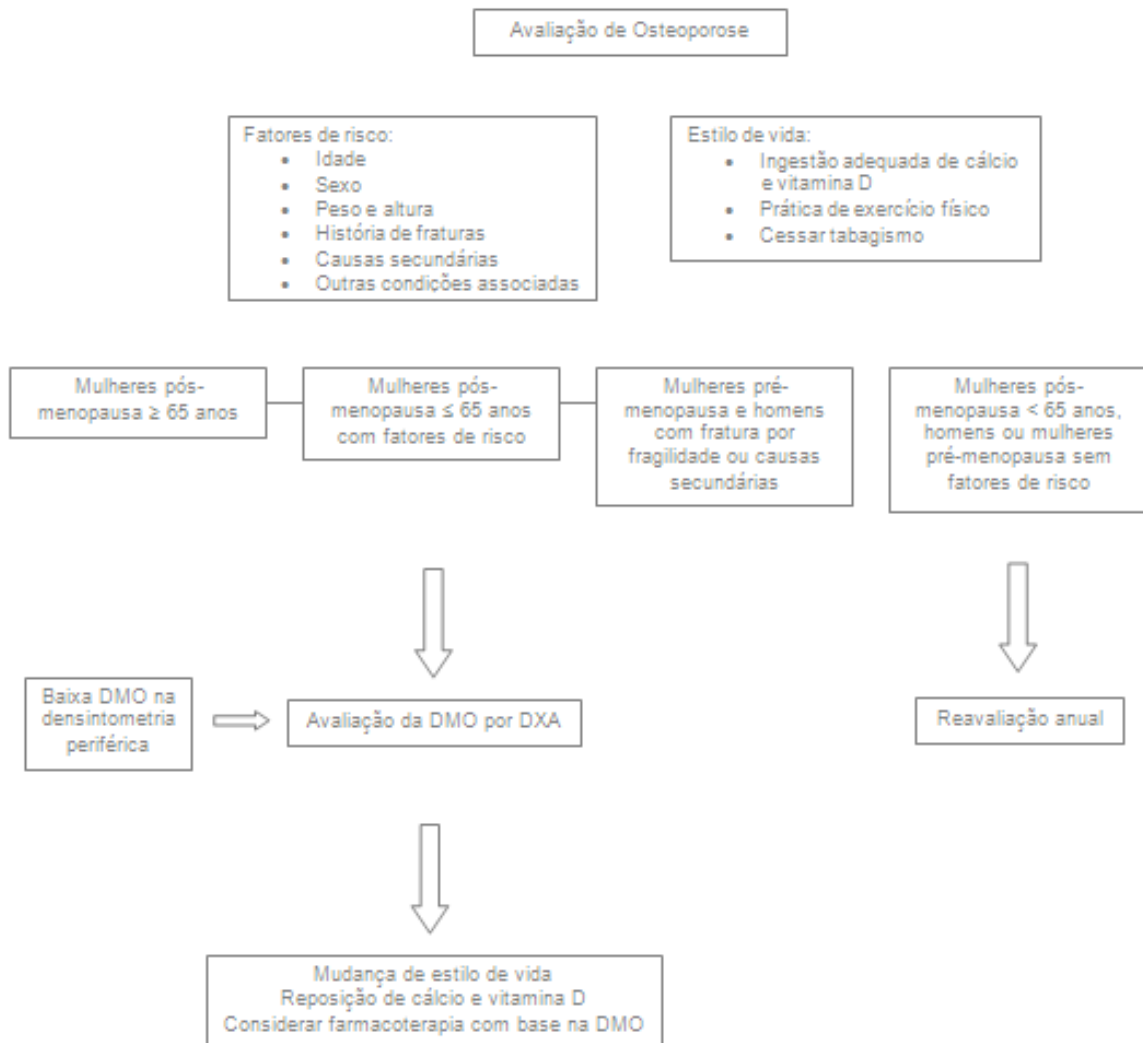 Avaliação de Osteoporose
Fatores de risco:
• Idade
• Sexo
• Peso e altura
• História de fraturas
• Causas secundárias
• Outras condições associadas
Estilo de vida:
• Ingestão adequada de cálcio
e vitamina D
• Prática de exercício físico
• Cessar tabagismo
Mulheres pós-
menopausa ≥ 65 anos
Mulheres pós-
menopausa ≤ 65 anos
com fatores de risco
Mulheres pré-
menopausa e homens
com fratura por
fragilidade ou causas
secundárias
Mulheres pós-
menopausa < 65 anos,
homens ou mulheres
pré-menopausa sem
fatores de risco
Baixa DMO na
densintometria
periférica
Avaliação da DMO por DXA
Reavaliação anual
Mudança de estilo de vida
Reposição de cálcio e vitamina D
Considerar farmacoterapia com base na DMO